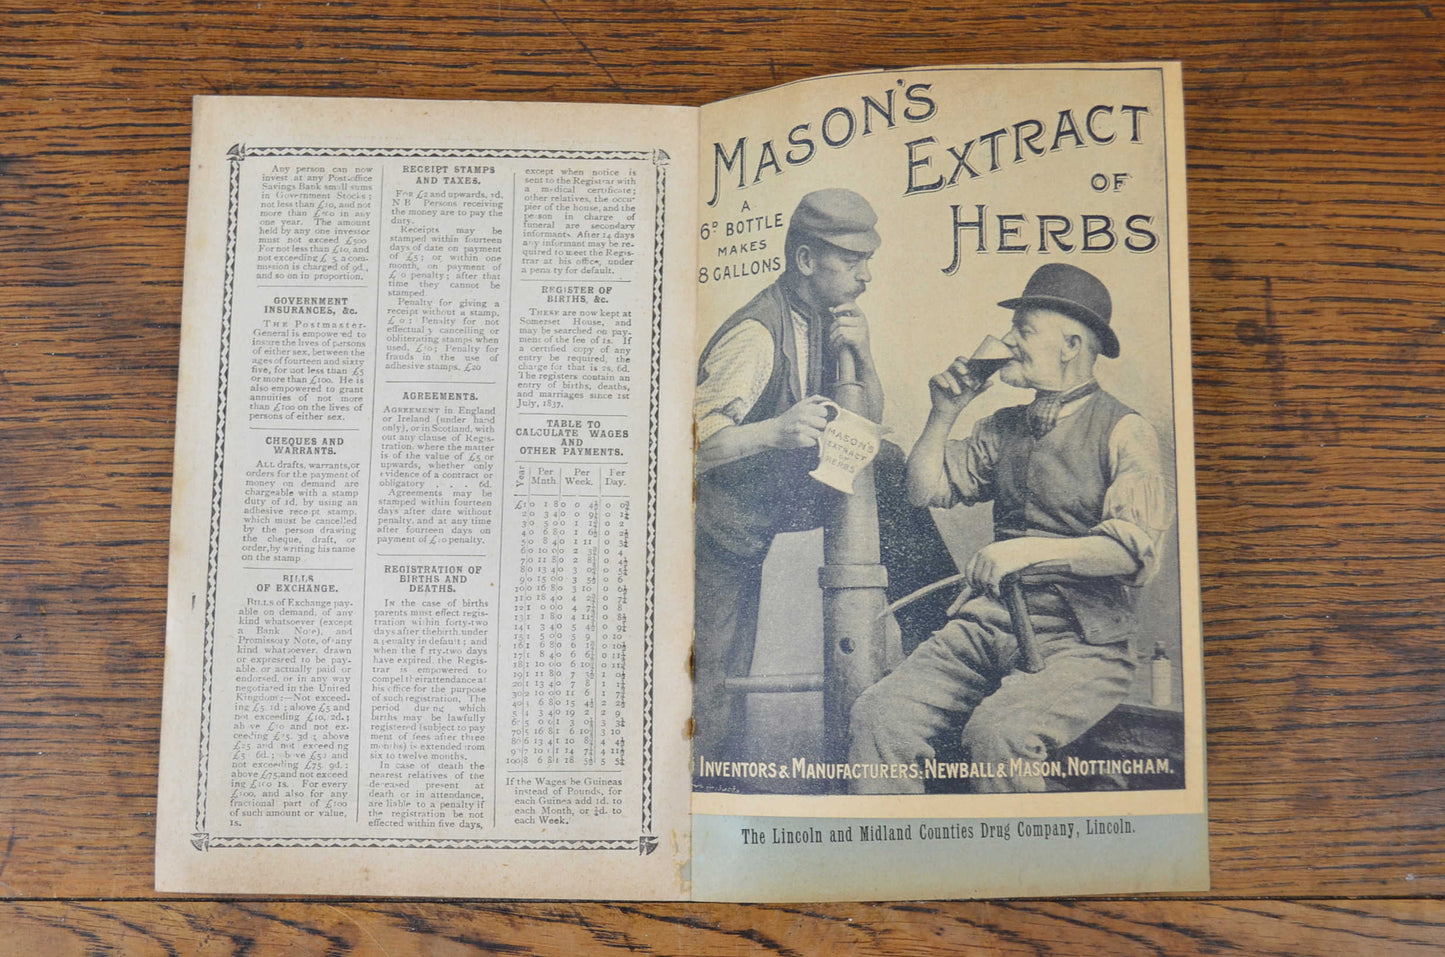 Any person can now
invest at any Post-office
Savings Bank small sums
in Government Stocks;
not less than £10, and not
more than £200 in any
one year. The amount
held by any one investor
must not exceed £500
For not less than £10, and
not exceeding £ 5, a com-
mission is charged of 9d.,
and so on in proportion.
GOVERNMENT
INSURANCES, &c.
THE Postmaster-
General is empowered to
insure the lives of persons
of either sex, between the
ages of fourteen and sixty
five, for not less than £5
or more than £100. He is
also empowered to grant
annuities of not more
than £100 on the lives of
persons of either sex.
CHEQUES AND
WARRANTS.
ALL drafts, warrants, or
orders for the payment of
money on demand are
chargeable with a stamp
duty of 1d, by using an
adhesive receipt stamp,
which must be cancelled
by the person drawing
the cheque, draft, or
order, by writing his name
on the stamp
BILLS
OF EXCHANGE.
BILLS of Exchange pay-
able on demand, of any
kind whatsoever (except
a Bank Note), and
Promissory Note, of any
kind whatsoever, drawn
or expressed to be pay-
able, or actually paid or
endorsed, or in any way
negotiated in the United
Kingdom:—Not exceed-
ing £5. 1d; above £5 and
not exceeding £10, 2d.;
above £10 and not ex-
ceeding £25. 3d; above
£25 and not exceeding
£5 6d.; above £50 and
not exceeding £75. 9d.:
above £75, and not exceed
ing £100 1s. For every
£100, and also for any
fractional part of £100
of such amount or value,
1s.
RECEIPT STAMPS
AND TAXES.
FOR £2 and upwards, 1d.
N B Persons receiving
the money are to pay the
duty.
Receipts may be
stamped within fourteen
days of date on payment
of £5; or within one
month, on payment of
£ 0 penalty; after that
time they cannot be
stamped.
Penalty for giving a
receipt without a stamp,
£ 0; Penalty for not
effectually cancelling or
obliterating stamps when
used, £10; Penalty for
frauds in the use of
adhesive stamps, £20
AGREEMENTS.
AGREEMENT in England
or Ireland (under hand
only), or in Scotland, with
out any clause of Regis-
tration, where the matter
is of the value of £5 or
upwards, whether only
evidence of a contract or
obligatory . . 6d.
Agreements may be
stamped within fourteen
days after date without
penalty, and at any time
after fourteen days on
payment of £10 penalty.
REGISTRATION OF
BIRTHS AND
DEATHS.
IN the case of births
parents must effect regis-
tration within forty-two
days after the birth, under
a penalty in default; and
when the f rty-two days
have expired, the Regis-
trar is empowered to
compel their attendance at
his office for the purpose
of such registration. The
period during which
births may be lawfully
registered (subject to pay
ment of fees after three
months) is extended from
six to twelve months.
In case of death the
nearest relatives of the
deceased present at
death or in attendance,
are liable to a penalty if
the registration be not
effected within five days,
except when notice is
sent to the Registrar with
a medical certificate;
other relatives, the occu-
pier of the house, and the
person in charge of
funeral are secondary
informants. After 14 days
any informant may be re-
quired to meet the Regis-
trar at his office, under
a penalty for default.
REGISTER OF
BIRTHS, &c.
THESE are now kept at
Somerset House, and
may be searched on pay-
ment of the fee of 1s. If
a certified copy of any
entry be required, the
charge for that is 2s, 6d.
The registers contain an
entry of births, deaths,
and marriages since 1st
July, 1837.
TABLE TO
CALCULATE WAGES
AND
OTHER PAYMENTS.
Year Per Mnth. Per Week. Per Day.
If the Wages be Guineas
instead of Pounds, for
each Guinea add 1d. to
each Month, or ¼d. to
each Week.
MASON'S
EXTRACT
OF
HERBS
A
6D BOTTLE
MAKES
8 GALLONS
MASON'S
EXTRACT
OF
HERBS
INVENTORS & MANUFACTURERS: NEWBALL & MASON, NOTTINGHAM.
The Lincoln and Midland Counties Drug Company, Lincoln.